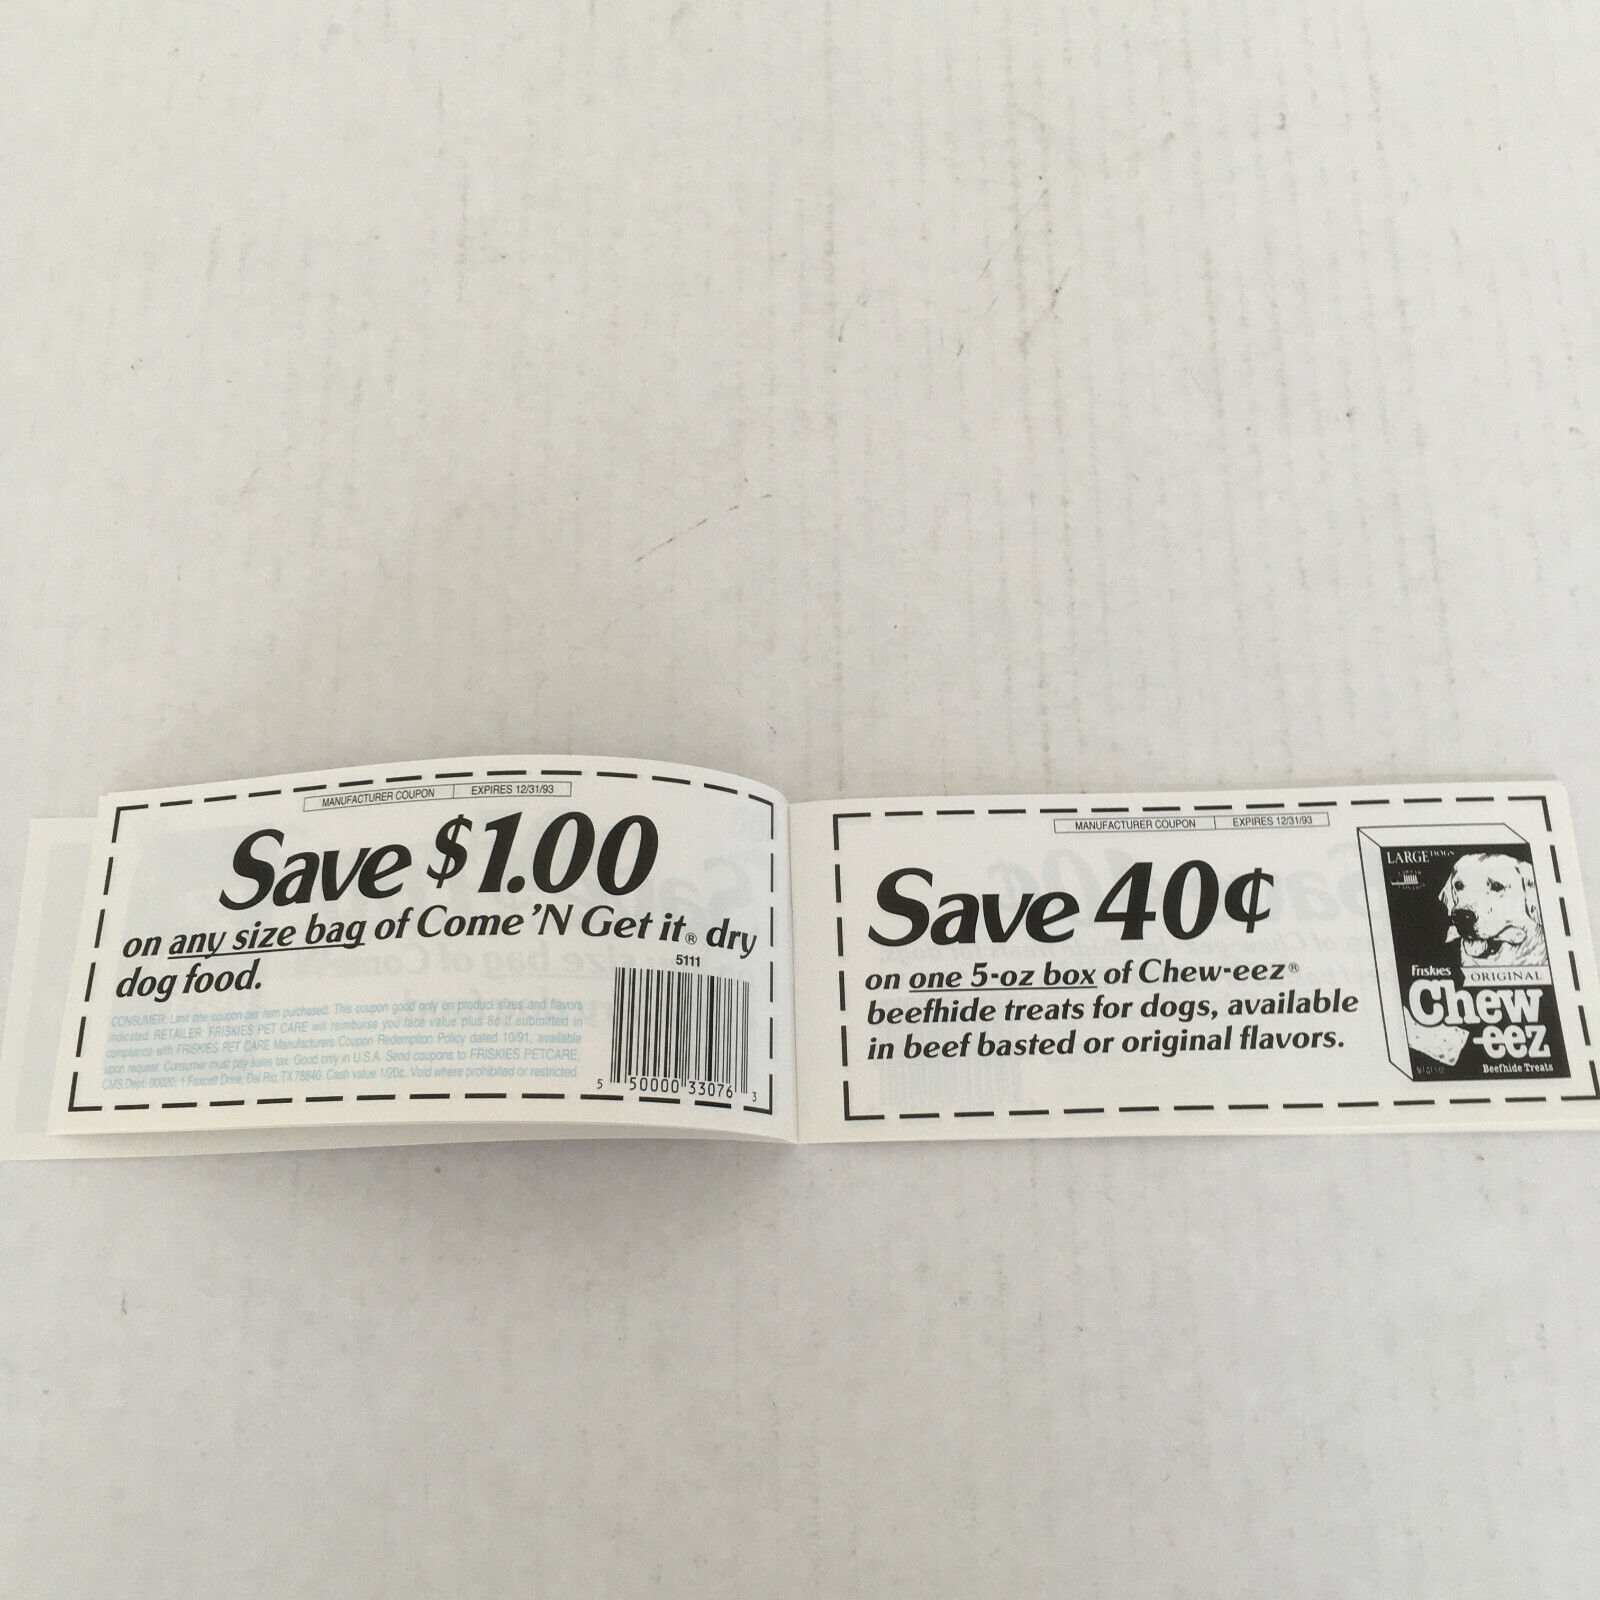 MANUFACTURER COUPON EXPIRES 12/31/93
Save $1.00
on any size bag of Come 'N Get it® dry
dog food.
5111
CONSUMER: Limit one coupon per item purchased. This coupon good only on product sizes and flavors
indicated. RETAILER: FRISKIES PET CARE will reimburse you face value plus 8¢ if submitted in
compliance with FRISKIES PET CARE Manufacturers Coupon Redemption Policy dated 10/91, available
upon request. Consumer must pay sales tax. Good only in U.S.A. Send coupons to FRISKIES PETCARE,
CMS Dept. 00020, 1 Fawcett Drive, Del Rio, TX 78840. Cash value 1/20¢. Void where prohibited or restricted.
5 50000 33076 3
MANUFACTURER COUPON EXPIRES 12/31/93
Save 40¢
on one 5-oz box of Chew-eez®
beefhide treats for dogs, available
in beef basted or original flavors.
LARGE DOGS
TARTAR
CONTROL
Friskies
ORIGINAL
Chew
-eez
Beefhide Treats